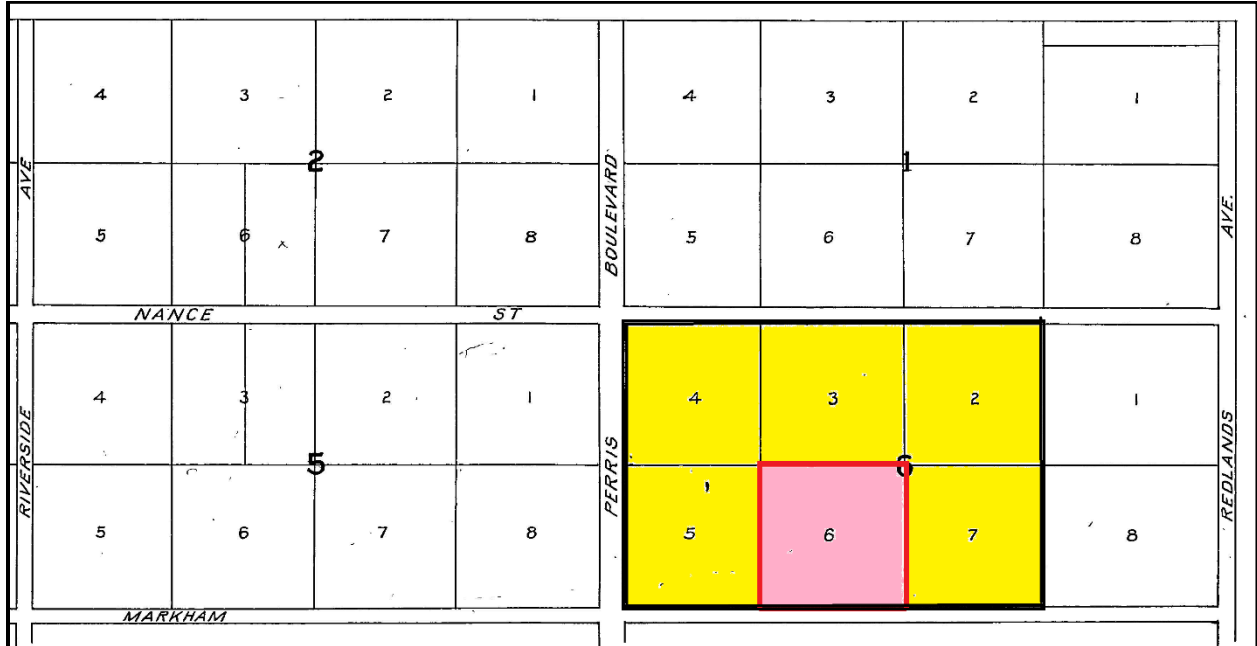 4 3 2 1 4 3 2 1
2 1
AVE BOULEVARD AVE.
5 6 7 8 5 6 7 8
NANCE ST
4 3 2 1 4 3 2 1
5 6
RIVERSIDE PERRIS REDLANDS
5 6 7 8 5 6 7 8
MARKHAM